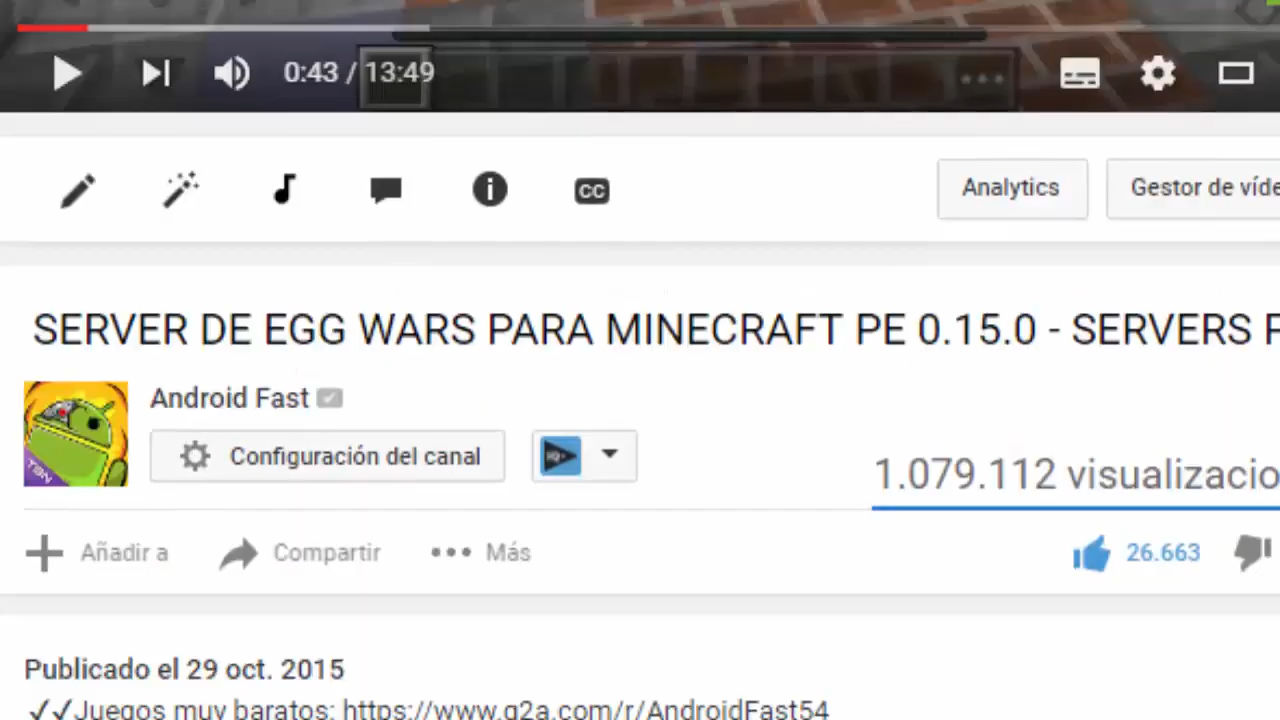 0:43 / 13:49
CC
Analytics
Gestor de víde
SERVER DE EGG WARS PARA MINECRAFT PE 0.15.0 - SERVERS P
Android Fast
TSN
Configuración del canal
1.079.112 visualizacio
Añadir a
Compartir
Más
26.663
Publicado el 29 oct. 2015
✓✓Juegos muy baratos: https://www.g2a.com/r/AndroidFast54